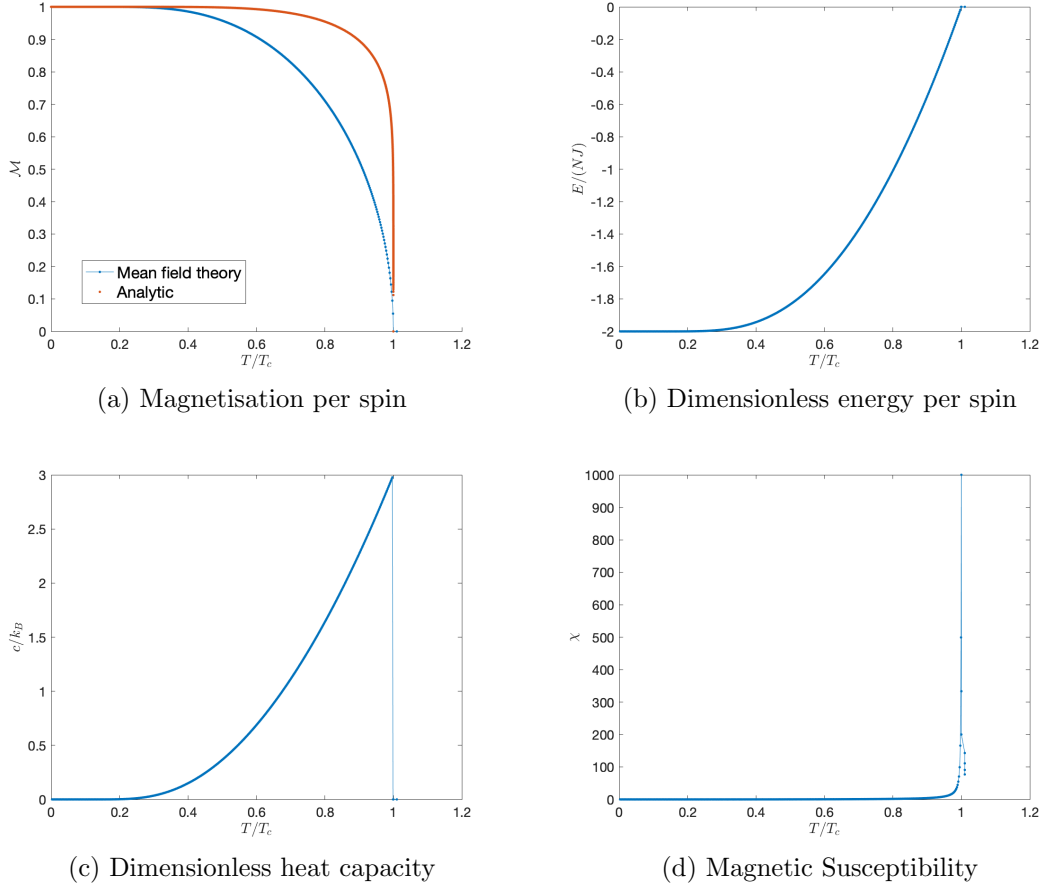 1
0.9
0.8
0.7
0.6
0.5
0.4
0.3
0.2
0.1
0
M
Mean field theory
Analytic
0 0.2 0.4 0.6 0.8 1 1.2
T/T_c
(a) Magnetisation per spin
0
-0.2
-0.4
-0.6
-0.8
-1
-1.2
-1.4
-1.6
-1.8
-2
E/(NJ)
0 0.2 0.4 0.6 0.8 1 1.2
T/T_c
(b) Dimensionless energy per spin
3
2.5
2
1.5
1
0.5
0
c/k_B
0 0.2 0.4 0.6 0.8 1 1.2
T/T_c
(c) Dimensionless heat capacity
1000
900
800
700
600
500
400
300
200
100
0
χ
0 0.2 0.4 0.6 0.8 1 1.2
T/T_c
(d) Magnetic Susceptibility